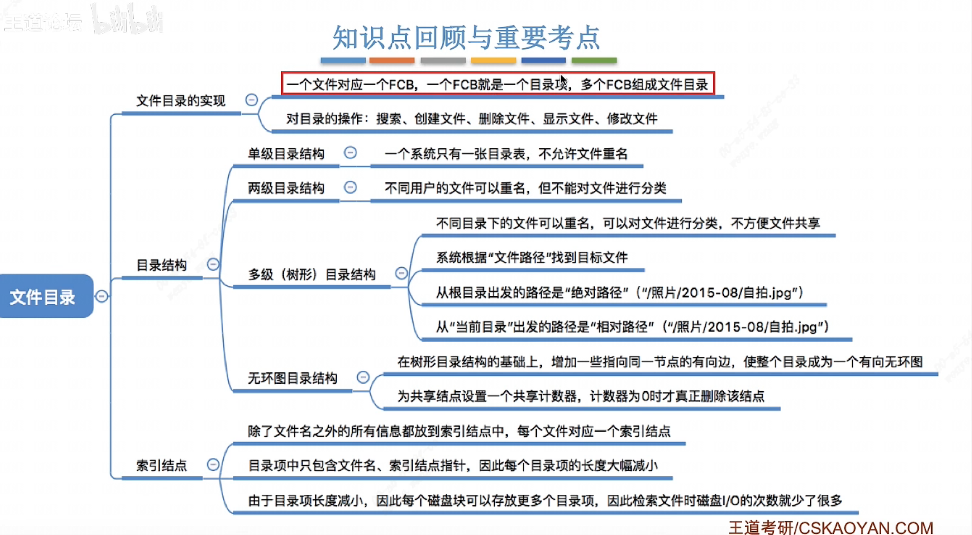 知识点回顾与重要考点
一个文件对应一个FCB，一个FCB就是一个目录项，多个FCB组成文件目录
文件目录的实现
对目录的操作：搜索、创建文件、删除文件、显示文件、修改文件
单级目录结构
一个系统只有一张目录表，不允许文件重名
两级目录结构
不同用户的文件可以重名，但不能对文件进行分类
不同目录下的文件可以重名，可以对文件进行分类，不方便文件共享
系统根据“文件路径”找到目标文件
目录结构
多级（树形）目录结构
从根目录出发的路径是“绝对路径”（“/照片/2015-08/自拍.jpg”）
文件目录
从“当前目录”出发的路径是“相对路径”（“/照片/2015-08/自拍.jpg”）
在树形目录结构的基础上，增加一些指向同一节点的有向边，使整个目录成为一个有向无环图
无环图目录结构
为共享结点设置一个共享计数器，计数器为0时才真正删除该结点
除了文件名之外的所有信息都放到索引结点中，每个文件对应一个索引结点
索引结点
目录项中只包含文件名、索引结点指针，因此每个目录项的长度大幅减小
由于目录项长度减小，因此每个磁盘块可以存放更多个目录项，因此检索文件时磁盘I/O的次数就少了很多
王道考研/CSKAOYAN.COM